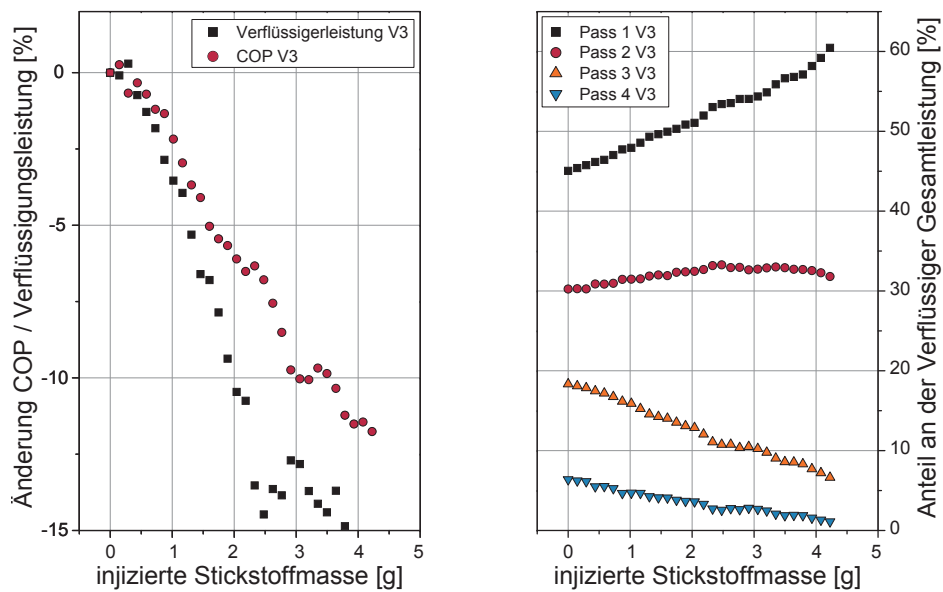 Änderung COP / Verflüssigungsleistung [%]
0
-5
-10
-15
Verflüssigerleistung V3
COP V3
0
1
2
3
4
5
injizierte Stickstoffmasse [g]
Pass 1 V3
Pass 2 V3
Pass 3 V3
Pass 4 V3
0
1
2
3
4
5
injizierte Stickstoffmasse [g]
60
50
40
30
20
10
0
Anteil an der Verflüssiger Gesamtleistung [%]